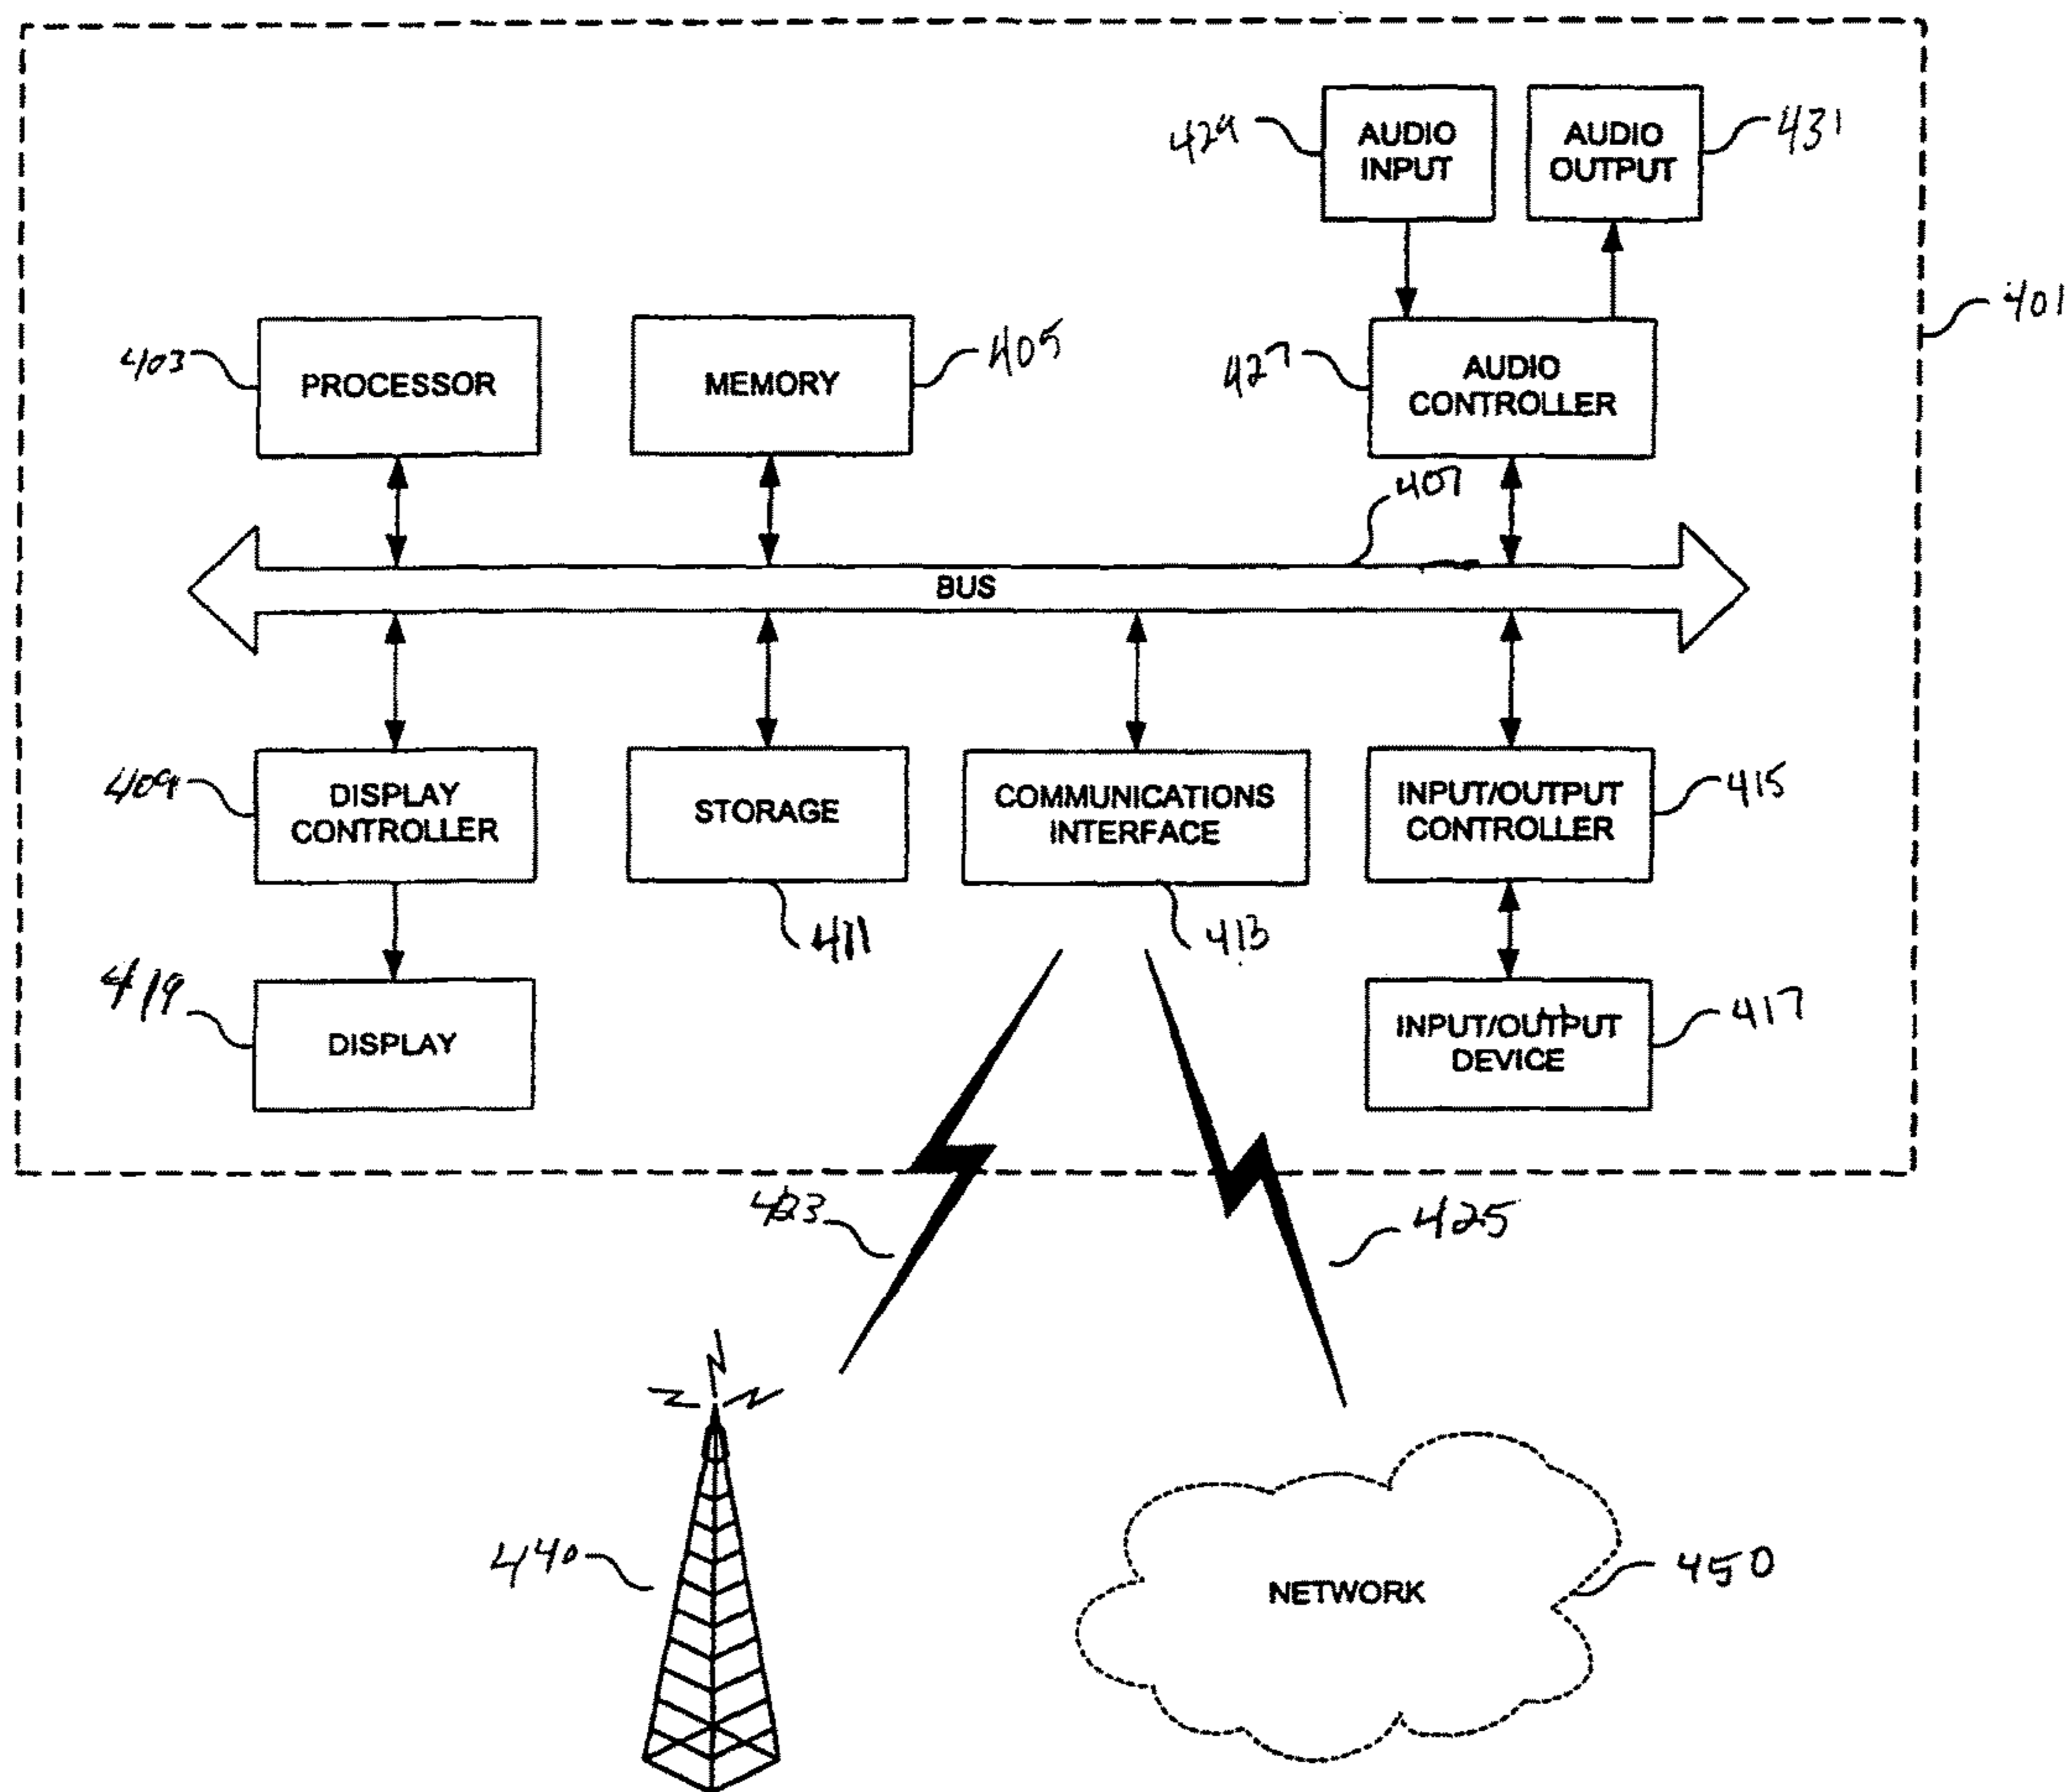 429
AUDIO
INPUT
AUDIO
OUTPUT
431
401
403
PROCESSOR
MEMORY
405
427
AUDIO
CONTROLLER
407
BUS
409
DISPLAY
CONTROLLER
STORAGE
COMMUNICATIONS
INTERFACE
INPUT/OUTPUT
CONTROLLER
415
411
413
419
DISPLAY
INPUT/OUTPUT
DEVICE
417
423
425
440
NETWORK
450